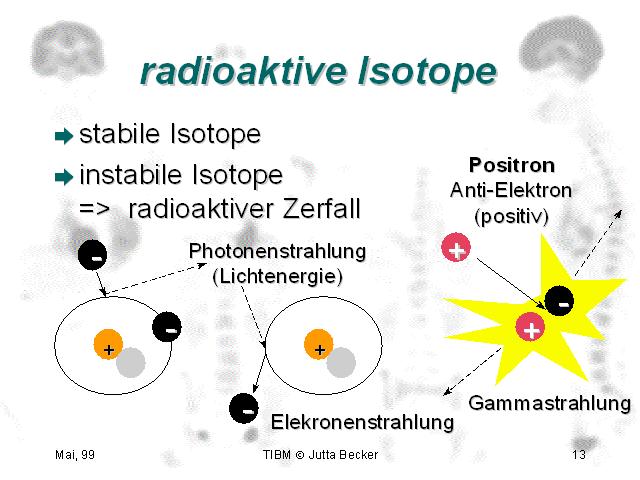 radioaktive Isotope
stabile Isotope
instabile Isotope
=> radioaktiver Zerfall
Positron
Anti-Elektron
(positiv)
Photonenstrahlung
(Lichtenergie)
-
+
-
+
-
+
-
+
Gammastrahlung
Elekronenstrahlung
Mai, 99
TIBM © Jutta Becker
13